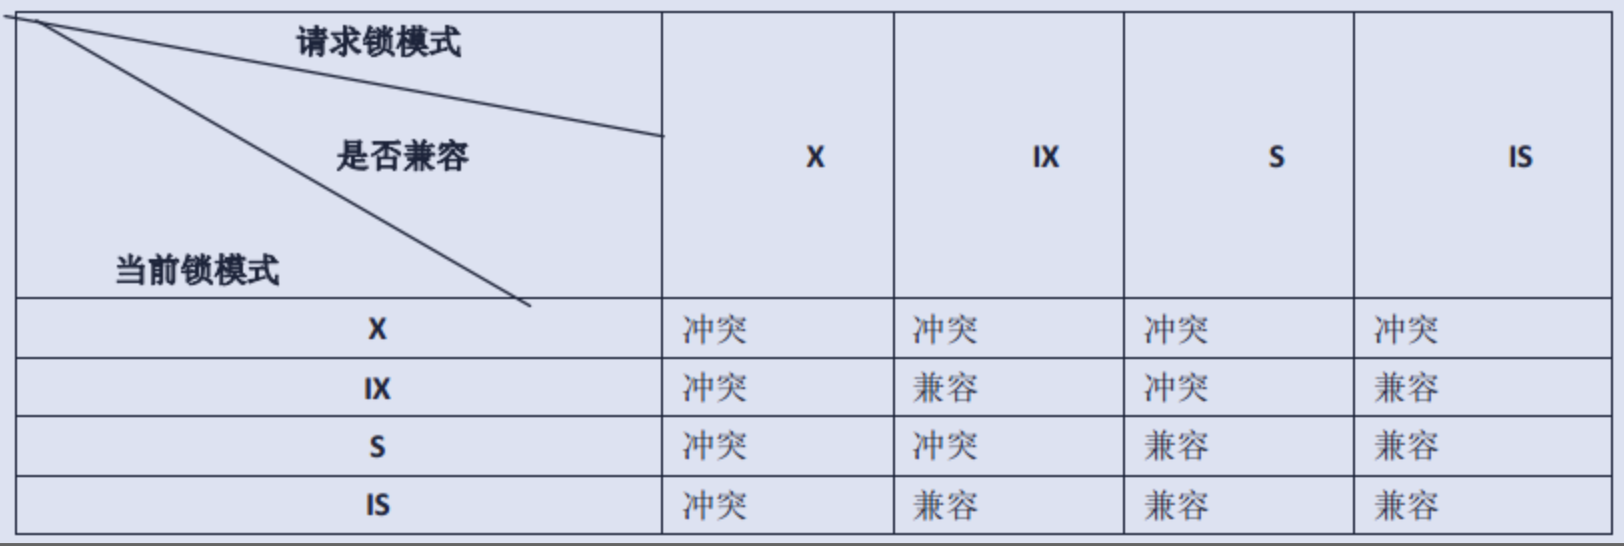 请求锁模式
是否兼容
当前锁模式
X IX S IS
X 冲突 冲突 冲突 冲突
IX 冲突 兼容 冲突 兼容
S 冲突 冲突 兼容 兼容
IS 冲突 兼容 兼容 兼容